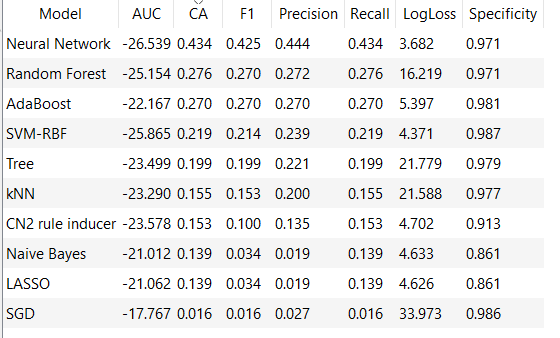 Model AUC CA F1 Precision Recall LogLoss Specificity
Neural Network -26.539 0.434 0.425 0.444 0.434 3.682 0.971
Random Forest -25.154 0.276 0.270 0.272 0.276 16.219 0.971
AdaBoost -22.167 0.270 0.270 0.270 0.270 5.397 0.981
SVM-RBF -25.865 0.219 0.214 0.239 0.219 4.371 0.987
Tree -23.499 0.199 0.199 0.221 0.199 21.779 0.979
kNN -23.290 0.155 0.153 0.200 0.155 21.588 0.977
CN2 rule inducer -23.578 0.153 0.100 0.135 0.153 4.702 0.913
Naive Bayes -21.012 0.139 0.034 0.019 0.139 4.633 0.861
LASSO -21.062 0.139 0.034 0.019 0.139 4.626 0.861
SGD -17.767 0.016 0.016 0.027 0.016 33.973 0.986